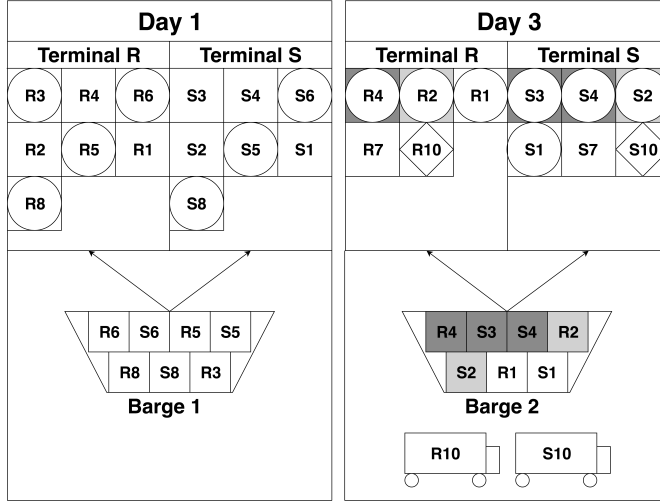 Day 1
Terminal R Terminal S
R3 R4 R6 S3 S4 S6
R2 R5 R1 S2 S5 S1
R8 S8
R6 S6 R5 S5
R8 S8 R3
Barge 1
Day 3
Terminal R Terminal S
R4 R2 R1 S3 S4 S2
R7 R10 S1 S7 S10
R4 S3 S4 R2
S2 R1 S1
Barge 2
R10 S10